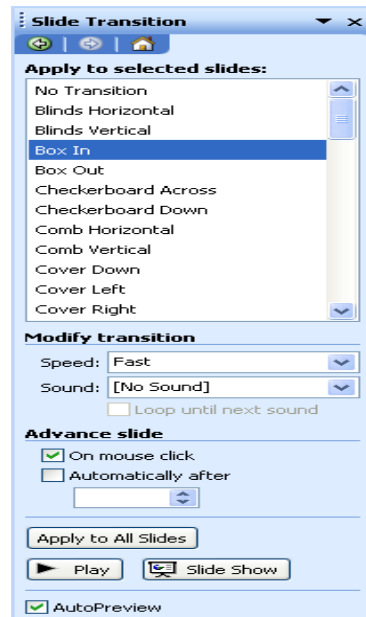 Slide Transition
Apply to selected slides:
No Transition
Blinds Horizontal
Blinds Vertical
Box In
Box Out
Checkerboard Across
Checkerboard Down
Comb Horizontal
Comb Vertical
Cover Down
Cover Left
Cover Right
Modify transition
Speed: Fast
Sound: [No Sound]
Loop until next sound
Advance slide
On mouse click
Automatically after
Apply to All Slides
Play Slide Show
AutoPreview